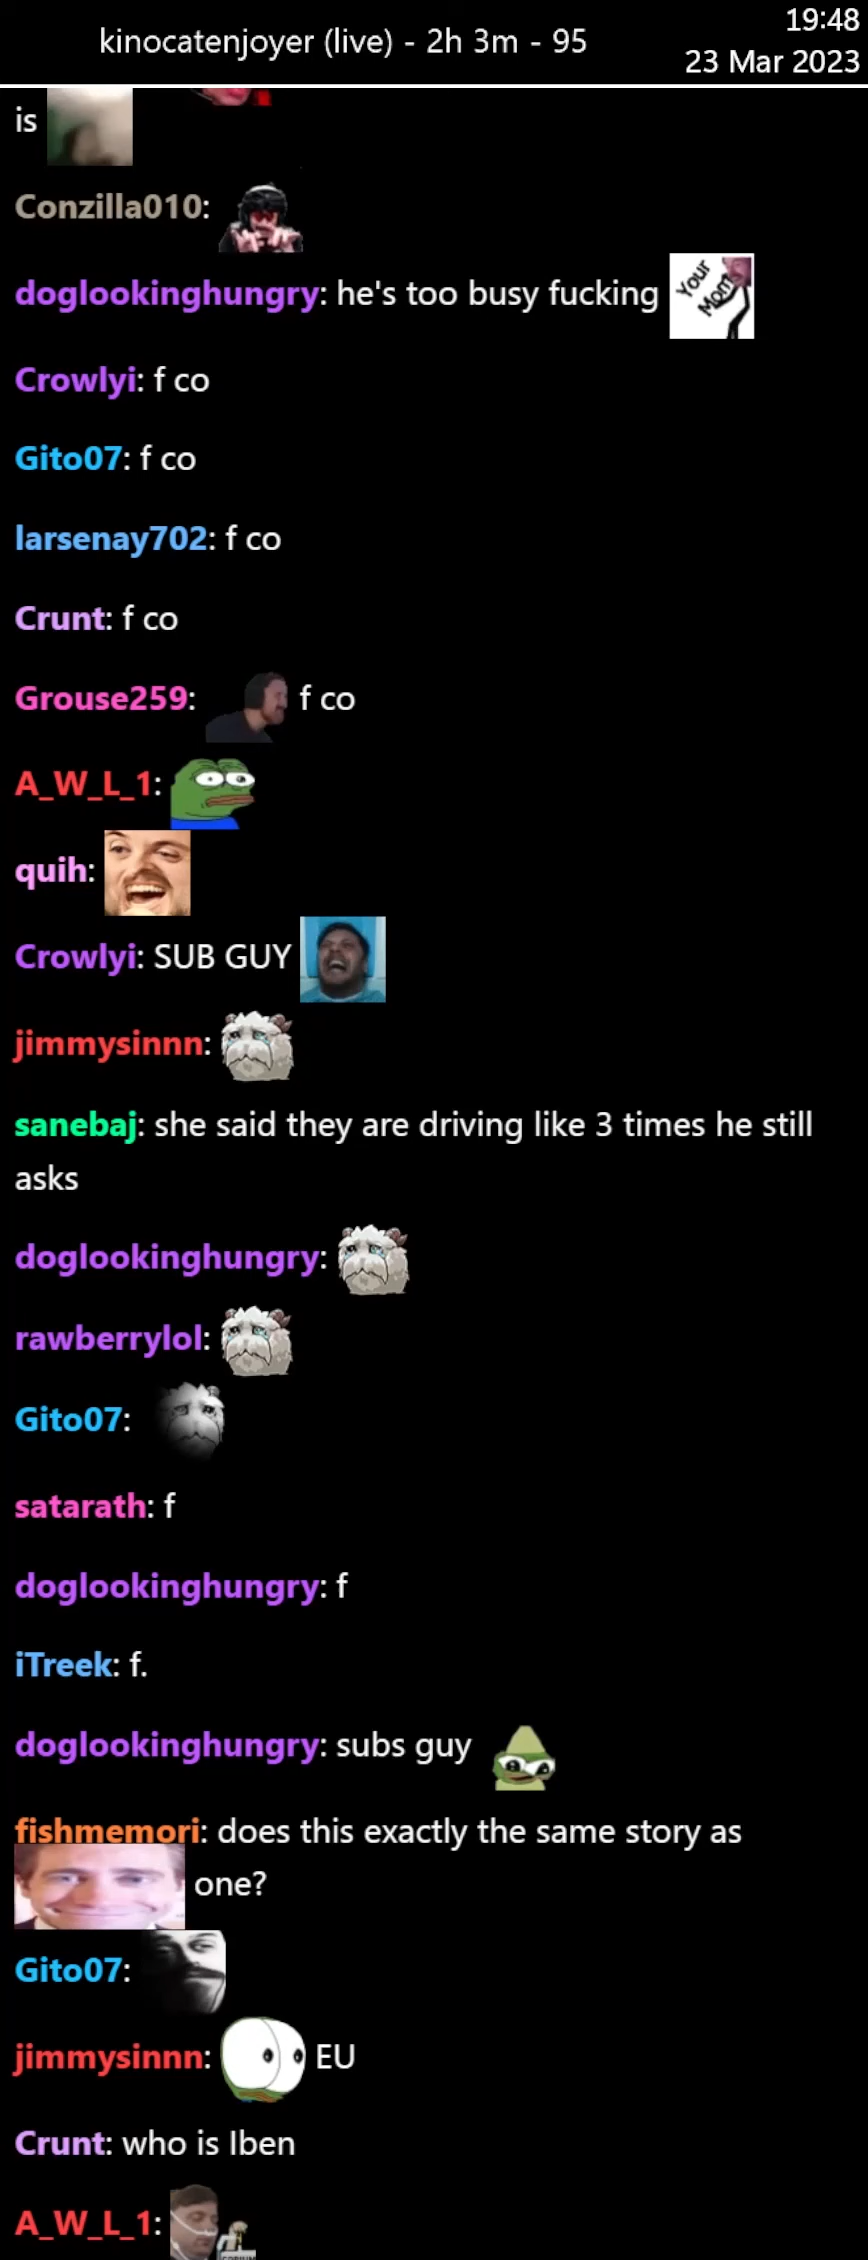 kinocatenjoyer (live) - 2h 3m - 95
19:48
23 Mar 2023
is
Conzilla010:
doglookinghungry: he's too busy fucking Your Mom
Crowlyi: f co
Gito07: f co
larsenay702: f co
Crunt: f co
Grouse259: f co
A_W_L_1:
quih:
Crowlyi: SUB GUY
jimmysinnn:
sanebaj: she said they are driving like 3 times he still
asks
doglookinghungry:
rawberrylol:
Gito07:
satarath: f
doglookinghungry: f
iTreek: f.
doglookinghungry: subs guy
fishmemori: does this exactly the same story as
one?
Gito07:
jimmysinnn: EU
Crunt: who is Iben
A_W_L_1: